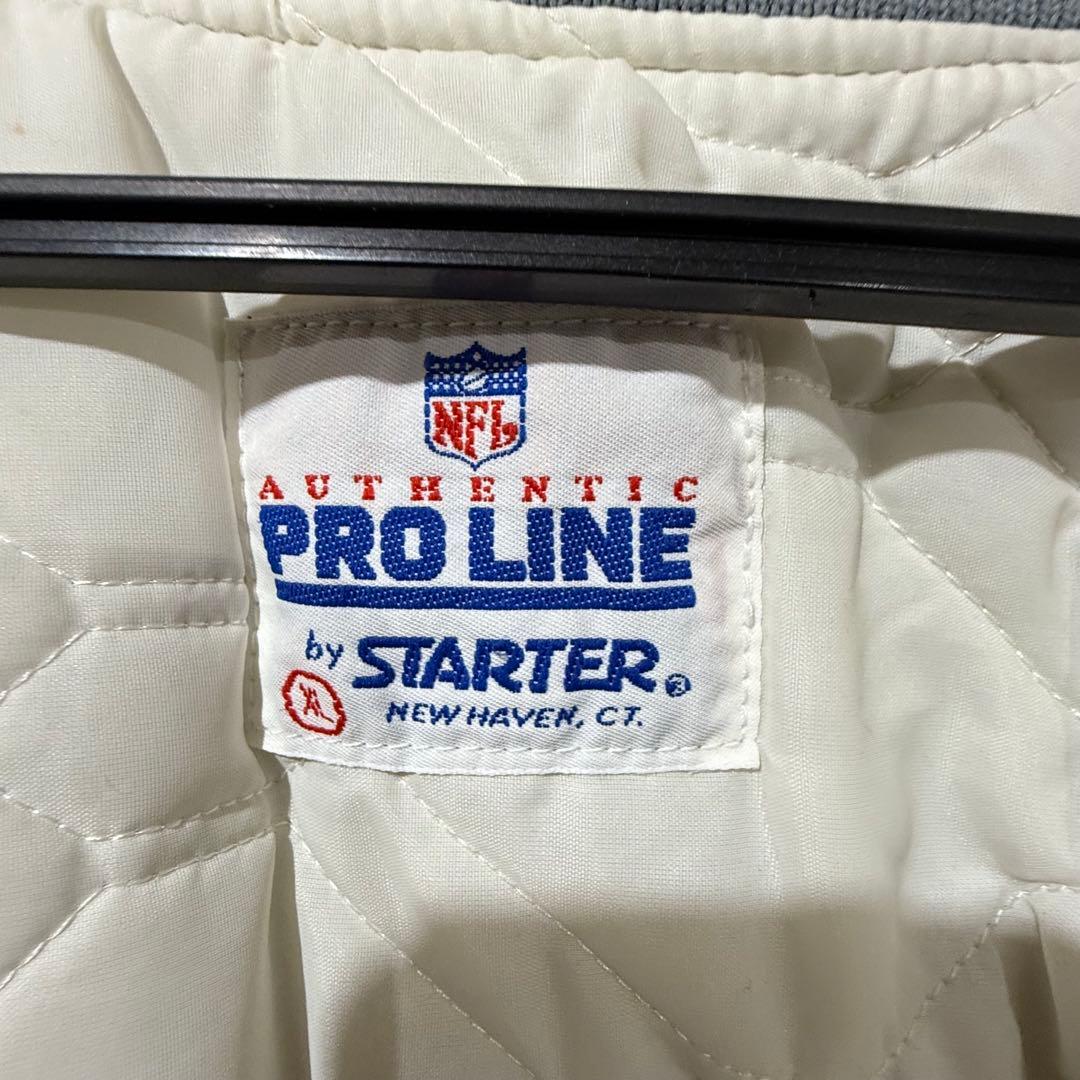 NFL
AUTHENTIC
PRO LINE
by STARTER®
XL
NEW HAVEN, CT.